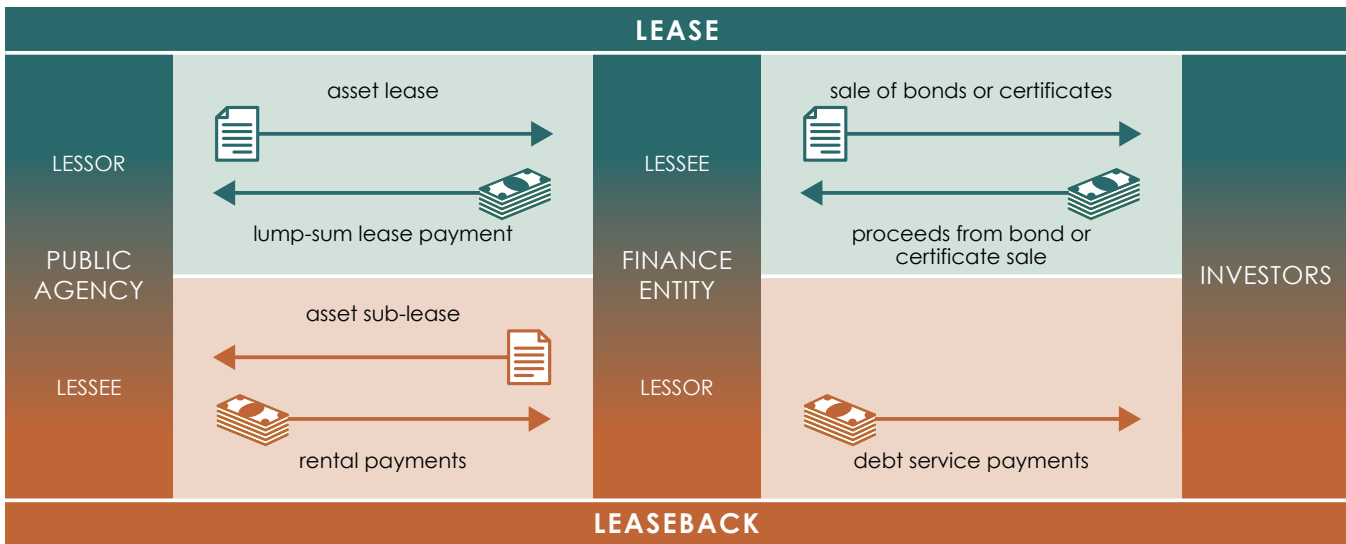 LEASE
asset lease
sale of bonds or certificates
LESSOR
LESSEE
lump-sum lease payment
proceeds from bond or
certificate sale
PUBLIC
AGENCY
FINANCE
ENTITY
INVESTORS
asset sub-lease
LESSEE
LESSOR
rental payments
debt service payments
LEASEBACK